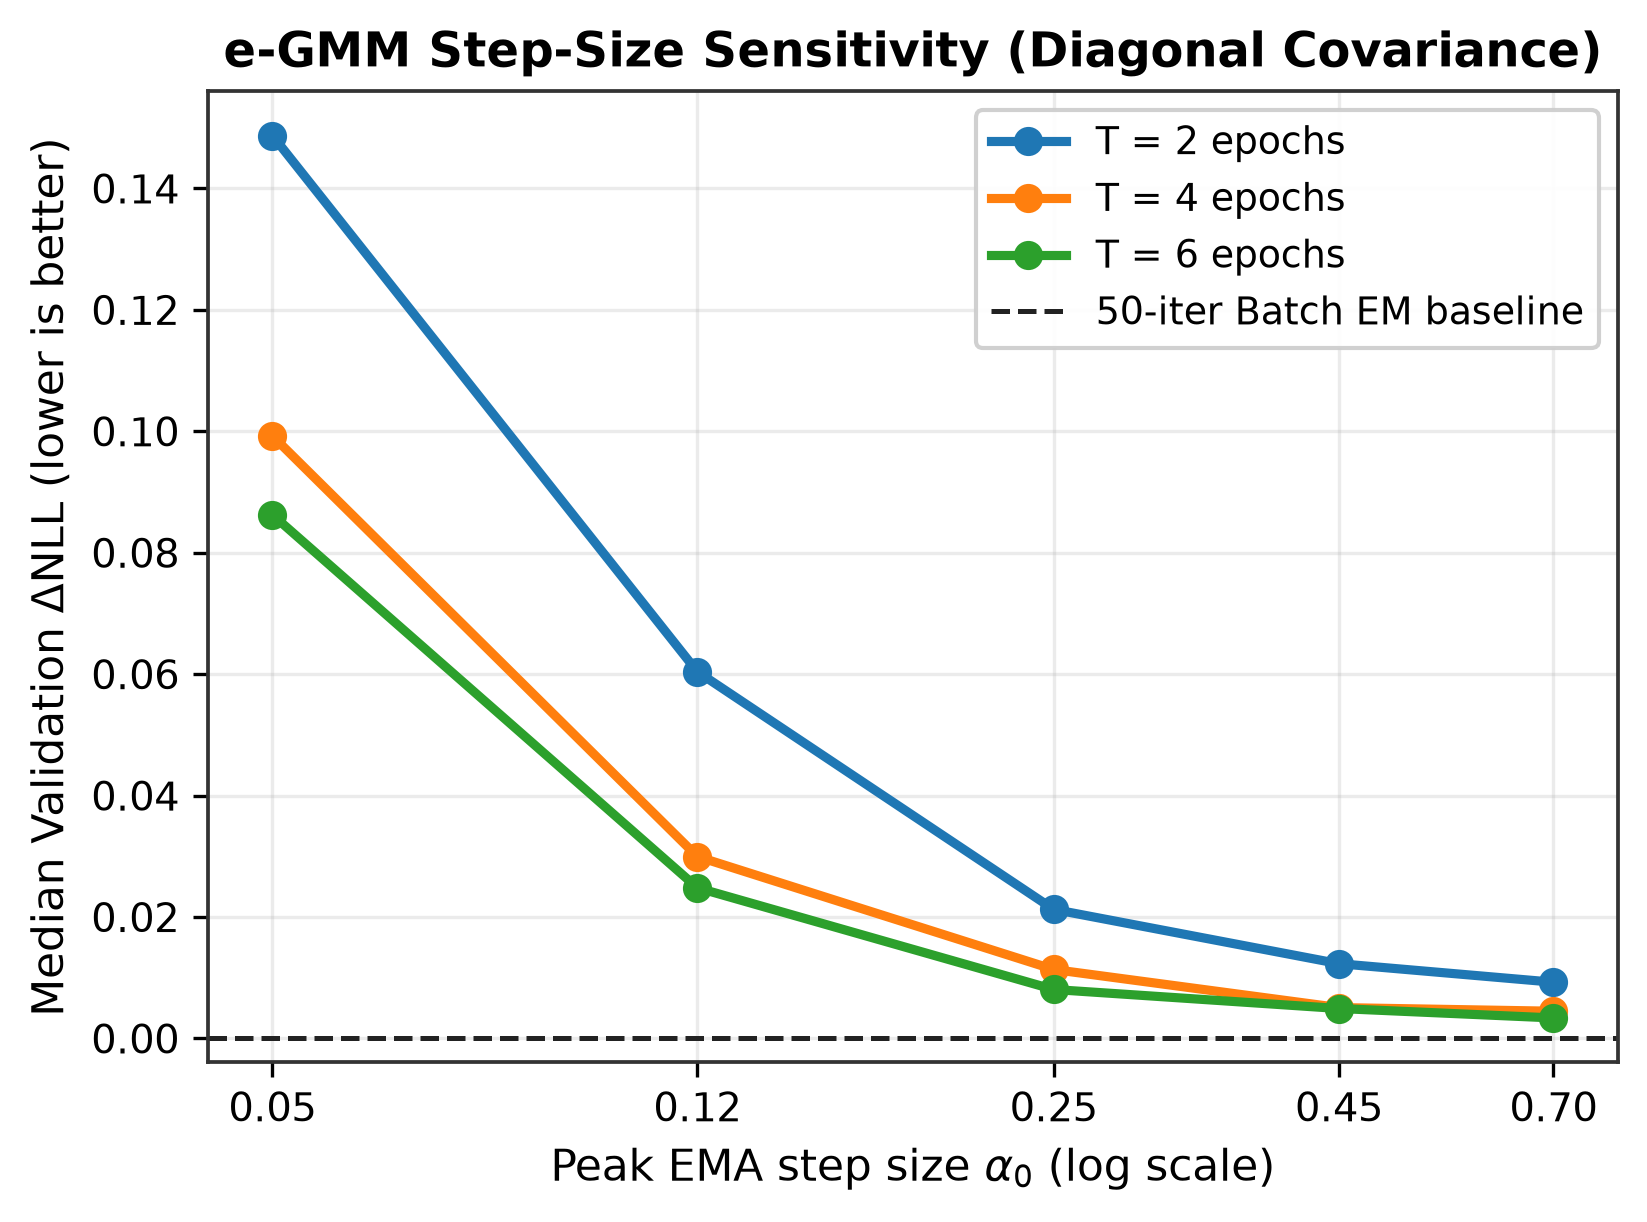 e-GMM Step-Size Sensitivity (Diagonal Covariance)
T = 2 epochs
T = 4 epochs
T = 6 epochs
50-iter Batch EM baseline
Median Validation ΔNLL (lower is better)
0.14
0.12
0.10
0.08
0.06
0.04
0.02
0.00
0.05 0.12 0.25 0.45 0.70
Peak EMA step size α₀ (log scale)